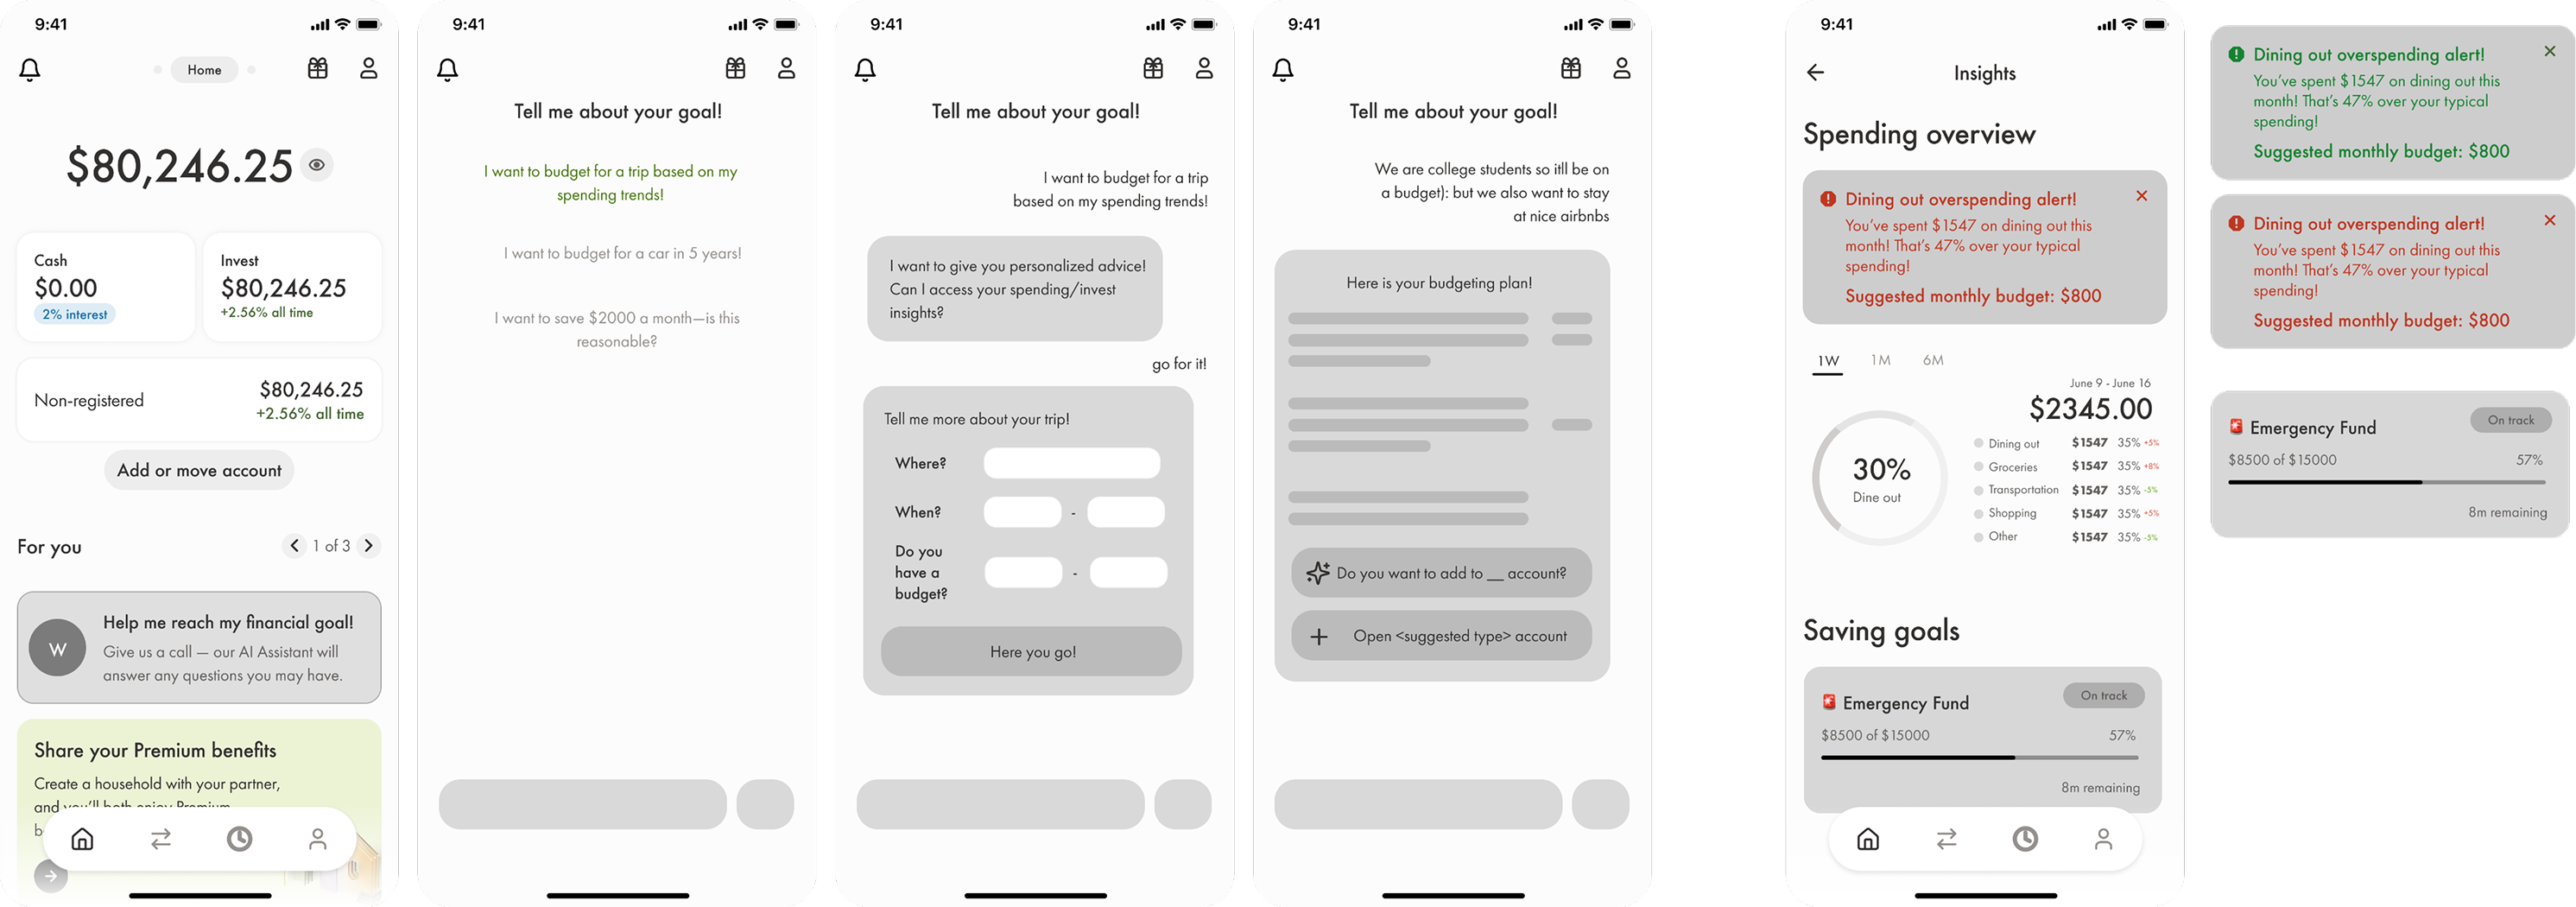 9:41
Home
$80,246.25
Cash
$0.00
2% interest
Invest
$80,246.25
+2.56% all time
Non-registered
$80,246.25
+2.56% all time
Add or move account
For you
1 of 3
W
Help me reach my financial goal!
Give us a call — our AI Assistant will
answer any questions you may have.
Share your Premium benefits
Create a household with your partner,
and you'll both enjoy Premium
b
9:41
Tell me about your goal!
I want to budget for a trip based on my
spending trends!
I want to budget for a car in 5 years!
I want to save $2000 a month—is this
reasonable?
9:41
Tell me about your goal!
I want to budget for a trip
based on my spending trends!
I want to give you personalized advice!
Can I access your spending/invest
insights?
go for it!
Tell me more about your trip!
Where?
When?
-
Do you
have a
budget?
-
Here you go!
9:41
Tell me about your goal!
We are college students so itll be on
a budget): but we also want to stay
at nice airbnbs
Here is your budgeting plan!
Do you want to add to __ account?
Open <suggested type> account
9:41
Insights
Spending overview
Dining out overspending alert!
You've spent $1547 on dining out this
month! That's 47% over your typical
spending!
Suggested monthly budget: $800
1W 1M 6M
June 9 - June 16
$2345.00
30%
Dine out
Dining out $1547 35% +5%
Groceries $1547 35% +8%
Transportation $1547 35% -5%
Shopping $1547 35% +5%
Other $1547 35% -5%
Saving goals
Emergency Fund
On track
$8500 of $15000 57%
8m remaining
Dining out overspending alert!
You've spent $1547 on dining out this
month! That's 47% over your typical
spending!
Suggested monthly budget: $800
Dining out overspending alert!
You've spent $1547 on dining out this
month! That's 47% over your typical
spending!
Suggested monthly budget: $800
Emergency Fund
On track
$8500 of $15000 57%
8m remaining